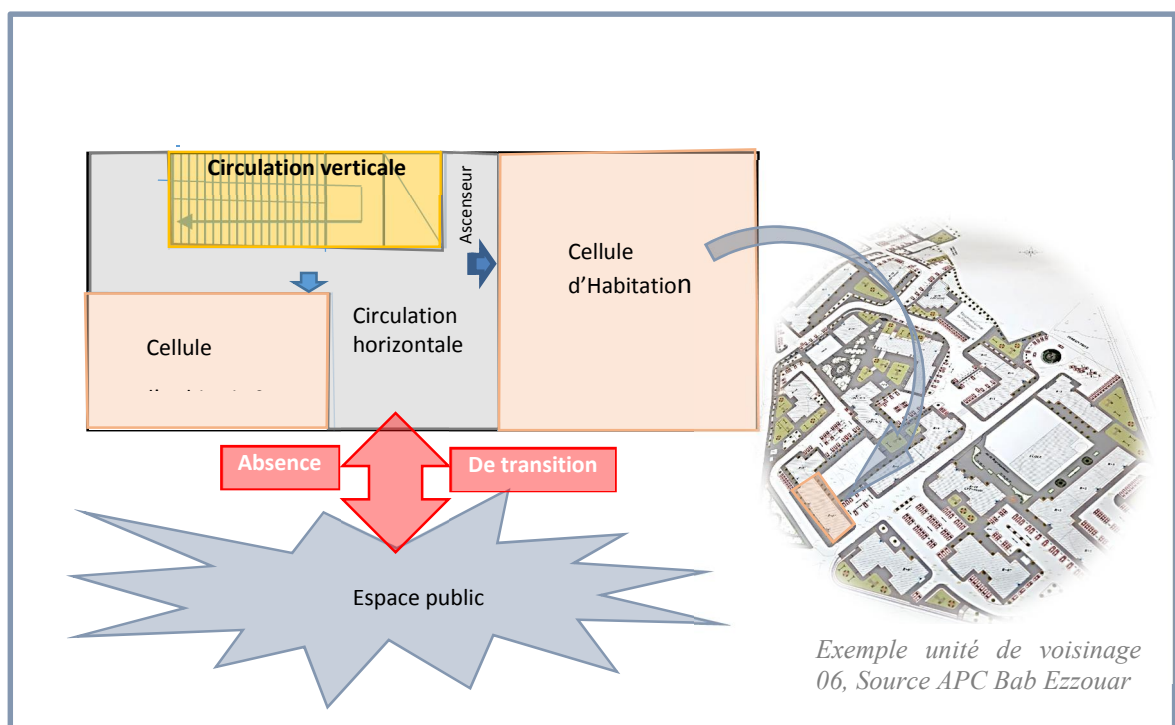 Circulation verticale
Ascenseur
Cellule
d'Habitation
Circulation
horizontale
Cellule
Absence
De transition
Espace public
Exemple unité de voisinage
06, Source APC Bab Ezzouar